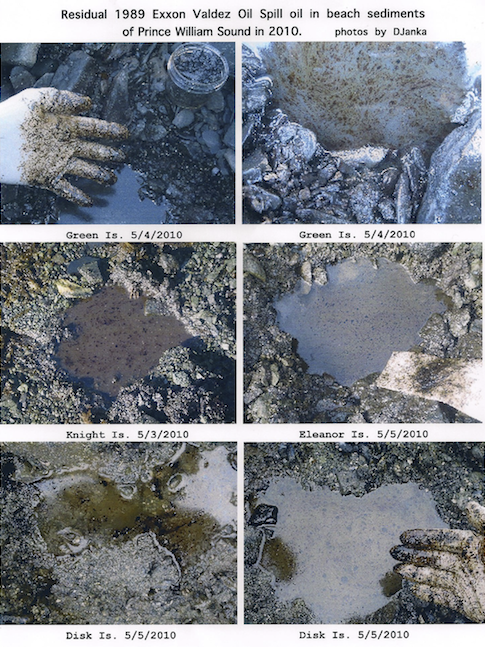 Residual 1989 Exxon Valdez Oil Spill oil in beach sediments
of Prince William Sound in 2010. photos by DJanka
Green Is. 5/4/2010
Green Is. 5/4/2010
Knight Is. 5/3/2010
Eleanor Is. 5/5/2010
Disk Is. 5/5/2010
Disk Is. 5/5/2010